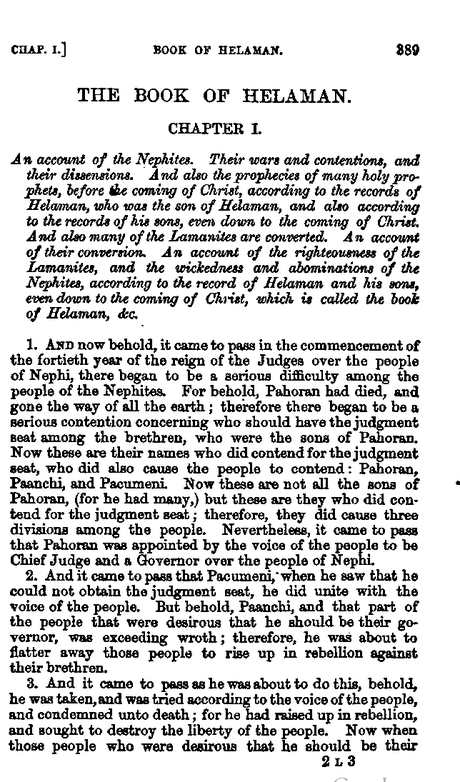 CHAP. I.] BOOK OF HELAMAN. 389
THE BOOK OF HELAMAN.
CHAPTER I.
An account of the Nephites. Their wars and contentions, and
their dissensions. And also the prophecies of many holy pro-
phets, before the coming of Christ, according to the records of
Helaman, who was the son of Helaman, and also according
to the records of his sons, even down to the coming of Christ.
And also many of the Lamanites are converted. An account
of their conversion. An account of the righteousness of the
Lamanites, and the wickedness and abominations of the
Nephites, according to the record of Helaman and his sons,
even down to the coming of Christ, which is called the book
of Helaman, &c.
1. AND now behold, it came to pass in the commencement of
the fortieth year of the reign of the Judges over the people
of Nephi, there began to be a serious difficulty among the
people of the Nephites. For behold, Pahoran had died, and
gone the way of all the earth; therefore there began to be a
serious contention concerning who should have the judgment
seat among the brethren, who were the sons of Pahoran.
Now these are their names who did contend for the judgment
seat, who did also cause the people to contend: Pahoran,
Paanchi, and Pacumeni. Now these are not all the sons of
Pahoran, (for he had many,) but these are they who did con-
tend for the judgment seat; therefore, they did cause three
divisions among the people. Nevertheless, it came to pass
that Pahoran was appointed by the voice of the people to be
Chief Judge and a Governor over the people of Nephi.
2. And it came to pass that Pacumeni, when he saw that he
could not obtain the judgment seat, he did unite with the
voice of the people. But behold, Paanchi, and that part of
the people that were desirous that he should be their go-
vernor, was exceeding wroth; therefore, he was about to
flatter away those people to rise up in rebellion against
their brethren.
3. And it came to pass as he was about to do this, behold,
he was taken, and was tried according to the voice of the people,
and condemned unto death; for he had raised up in rebellion,
and sought to destroy the liberty of the people. Now when
those people who were desirous that he should be their
2 L 3